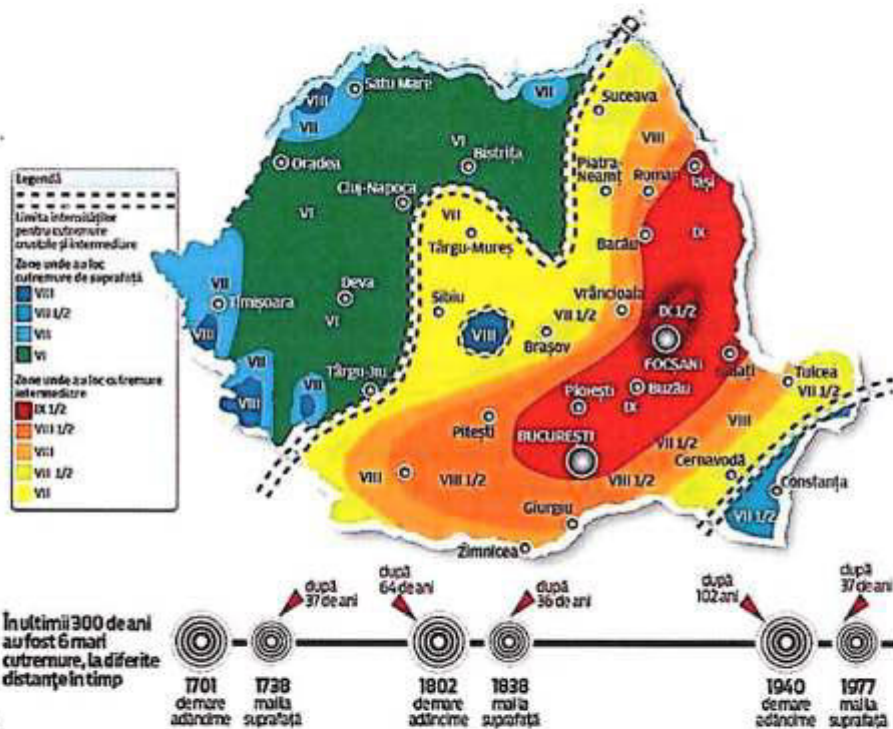 Legendă
Limita intensităților
pentru cutremure
crustale și intermediare
Zone unde au loc
cutremure de suprafață
VIII
VII 1/2
VII
VI
Zone unde au loc cutremure
intermediare
IX 1/2
VIII 1/2
VIII
VII 1/2
VII
VIII
VII
Satu Mare
VII
Suceava
VIII
VI
Bistrița
Oradea
Piatra-
Neamț
Roman
Iași
Cluj-Napoca
VI
VII
Târgu-Mureș
Bacău
IX
VII
Timișoara
VIII
Deva
VI
Sibiu
VIII
VII 1/2
Brașov
Vrâncioaia
IX 1/2
FOCȘANI
Galați
Tulcea
VII 1/2
VII
VIII
VII
Târgu-Jiu
Ploiești
Buzău
IX
VIII
Pitești
BUCUREȘTI
VII 1/2
Cernavodă
Constanța
VIII
VIII 1/2
VIII 1/2
VII 1/2
Giurgiu
Zimnicea
În ultimii 300 de ani
au fost 6 mari
cutremure, la diferite
distanțe în timp
după
37 de ani
după
64 de ani
după
36 de ani
după
102 ani
după
37 de ani
1701
de mare
adâncime
1738
mai la
suprafață
1802
de mare
adâncime
1838
mai la
suprafață
1940
de mare
adâncime
1977
mai la
suprafață